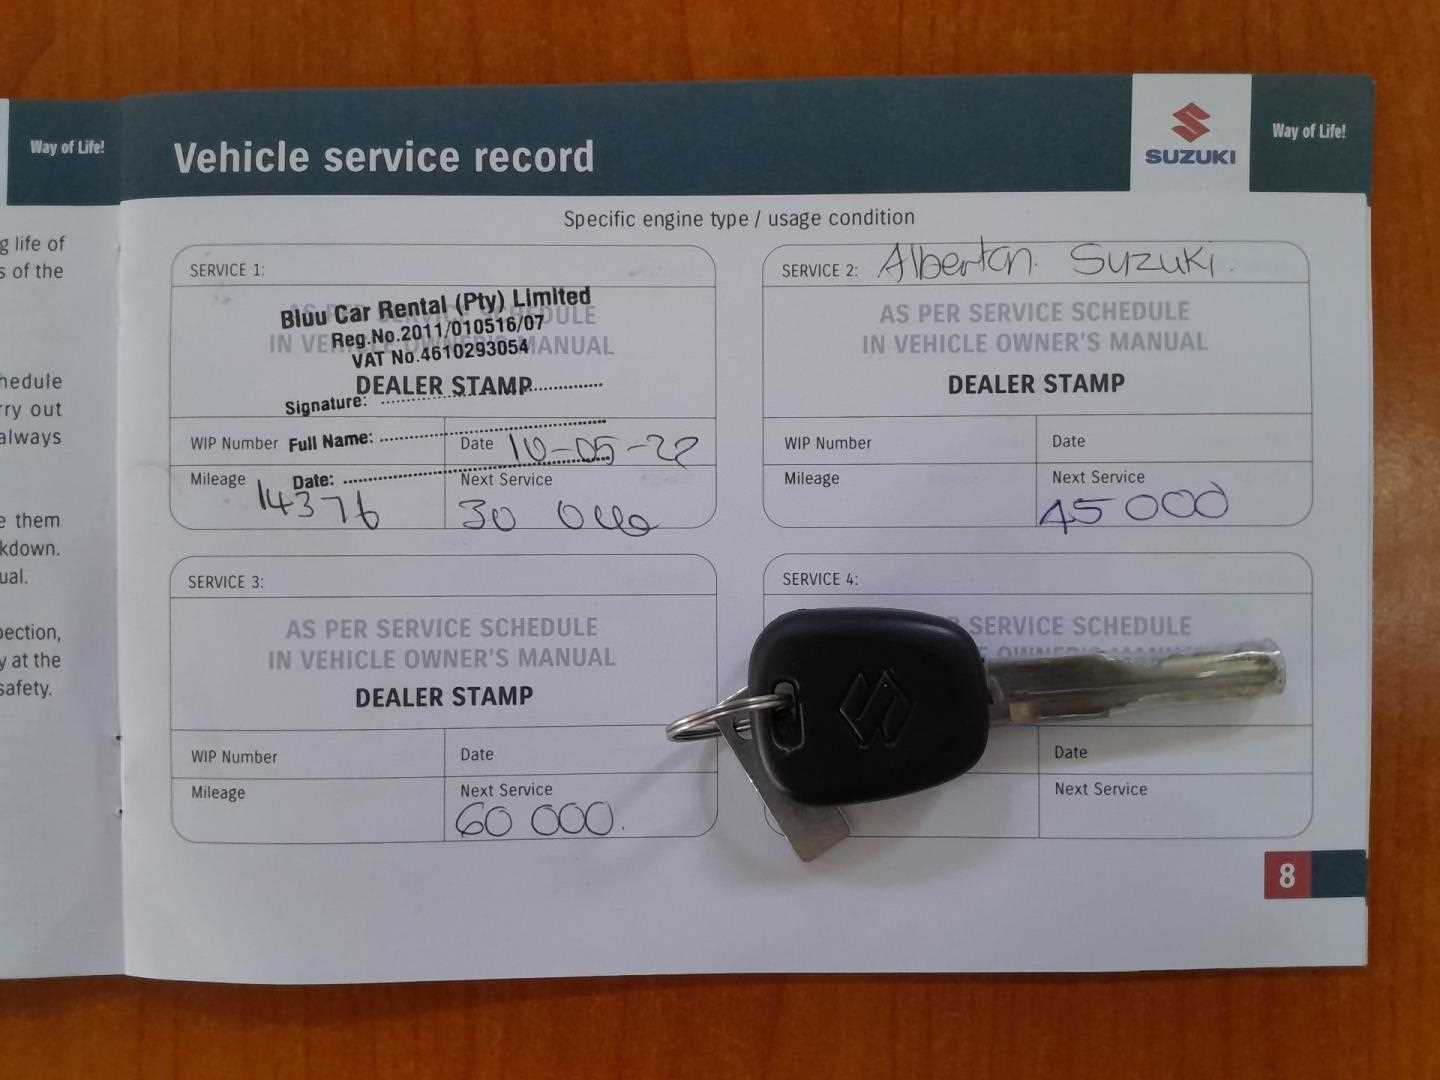 Way of Life!
g life of
s of the
hedule
rry out
always
e them
kdown.
ual.
pection,
y at the
safety.
Vehicle service record
SUZUKI
Way of Life!
Specific engine type / usage condition
SERVICE 1:
Bluu Car Rental (Pty) Limited
Reg.No.2011/010516/07
VAT No.4610293054
AS PER SERVICE SCHEDULE
IN VEHICLE OWNER'S MANUAL
DEALER STAMP
Signature:
WIP Number
Full Name:
Date 10-05-22
Mileage
Date:
14376
Next Service
30 000
SERVICE 2: Alberton Suzuki.
AS PER SERVICE SCHEDULE
IN VEHICLE OWNER'S MANUAL
DEALER STAMP
WIP Number
Date
Mileage
Next Service
45 000
SERVICE 3:
AS PER SERVICE SCHEDULE
IN VEHICLE OWNER'S MANUAL
DEALER STAMP
WIP Number
Date
Mileage
Next Service
60 000.
SERVICE 4:
SERVICE SCHEDULE
Date
Next Service
8